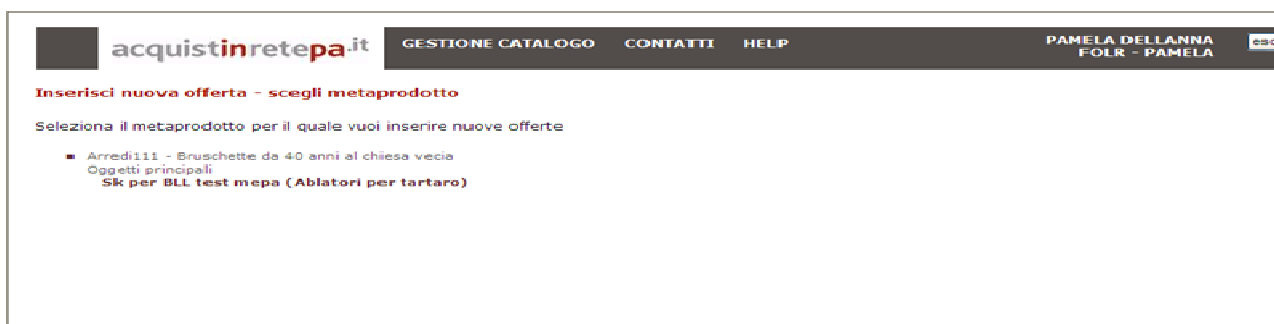 acquistinretepa.it GESTIONE CATALOGO CONTATTI HELP PAMELA DELLANNA
FOLR - PAMELA
Inserisci nuova offerta - scegli metaprodotto
Seleziona il metaprodotto per il quale vuoi inserire nuove offerte
Arredi111 - Bruschette da 40 anni al chiesa vecia
Oggetti principali
Sk per BLL test mepa (Ablatori per tartaro)